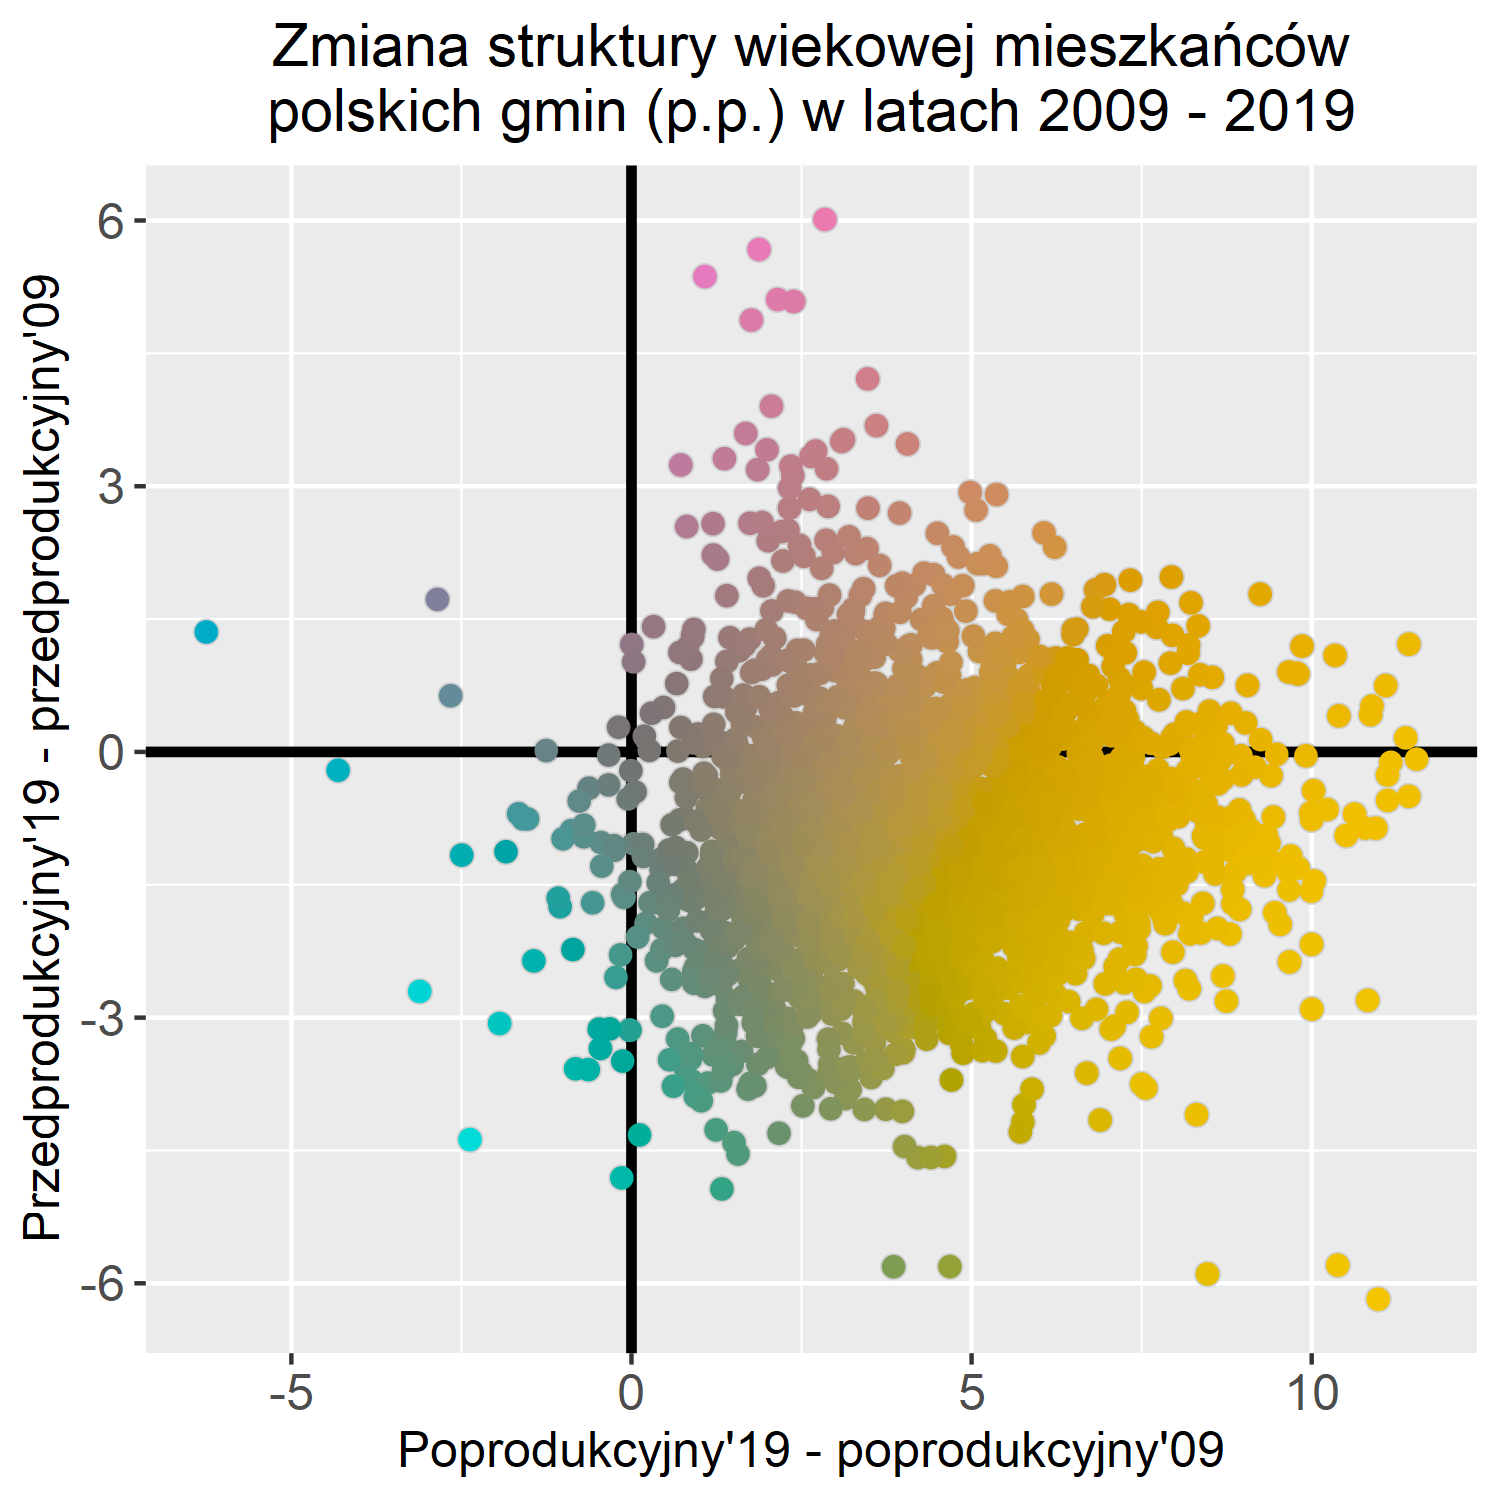 Zmiana struktury wiekowej mieszkańców
polskich gmin (p.p.) w latach 2009 - 2019
Przedprodukcyjny'19 - przedprodukcyjny'09
6
3
0
-3
-6
-5
0
5
10
Poprodukcyjny'19 - poprodukcyjny'09